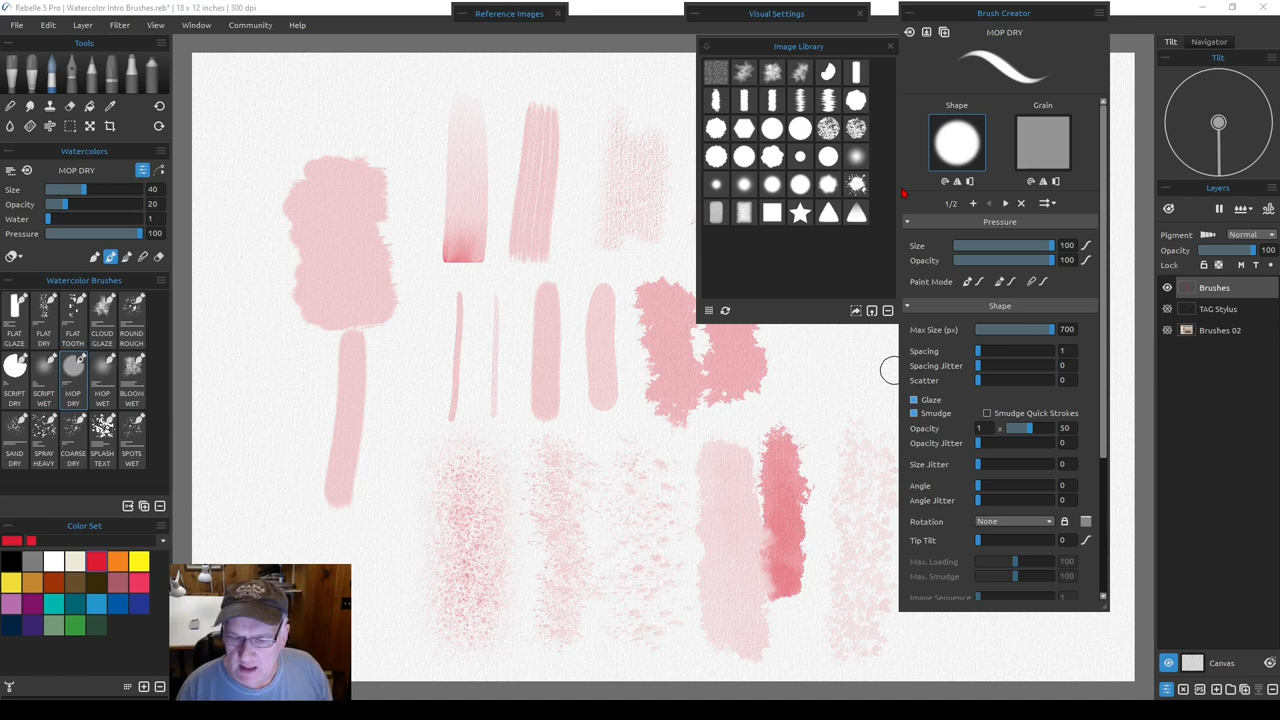 Rebelle 5 Pro | Watercolor Intro Brushes.reb* | 18 x 12 inches | 300 dpi
File Edit Layer Filter View Window Community Help
Reference Images
Visual Settings
Brush Creator
MOP DRY
Shape Grain
1/2
Pressure
Size 100
Opacity 100
Paint Mode
Shape
Max Size (px) 700
Spacing 1
Spacing Jitter 0
Scatter 0
Glaze
Smudge Smudge Quick Strokes
Opacity 1 x 50
Opacity Jitter 0
Size Jitter 0
Angle 0
Angle Jitter 0
Rotation None
Tip Tilt 0
Max. Loading 100
Max. Smudge 100
Image Sequence 1
Image Library
Tools
Watercolors
MOP DRY
Size 40
Opacity 20
Water 1
Pressure 100
Watercolor Brushes
FLAT GLAZE
FLAT DRY
FLAT TOOTH
CLOUD GLAZE
ROUND ROUGH
SCRIPT DRY
SCRIPT WET
MOP DRY
MOP WET
BLOOM WET
SAND DRY
SPRAY HEAVY
COARSE DRY
SPLASH TEXT
SPOTS WET
Color Set
Tilt Navigator
Tilt
Layers
Pigment Normal
Opacity 100
Lock M T
Brushes
TAG Stylus
Brushes 02
Canvas
PS